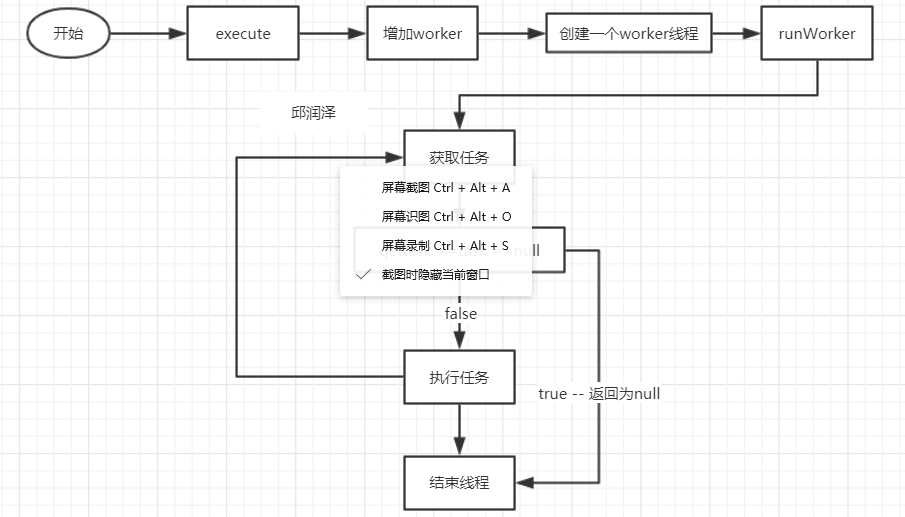 开始
execute
增加worker
创建一个worker线程
runWorker
邱润泽
获取任务
屏幕截图 Ctrl + Alt + A
屏幕识图 Ctrl + Alt + O
屏幕录制 Ctrl + Alt + S
null
截图时隐藏当前窗口
false
执行任务
true -- 返回为null
结束线程